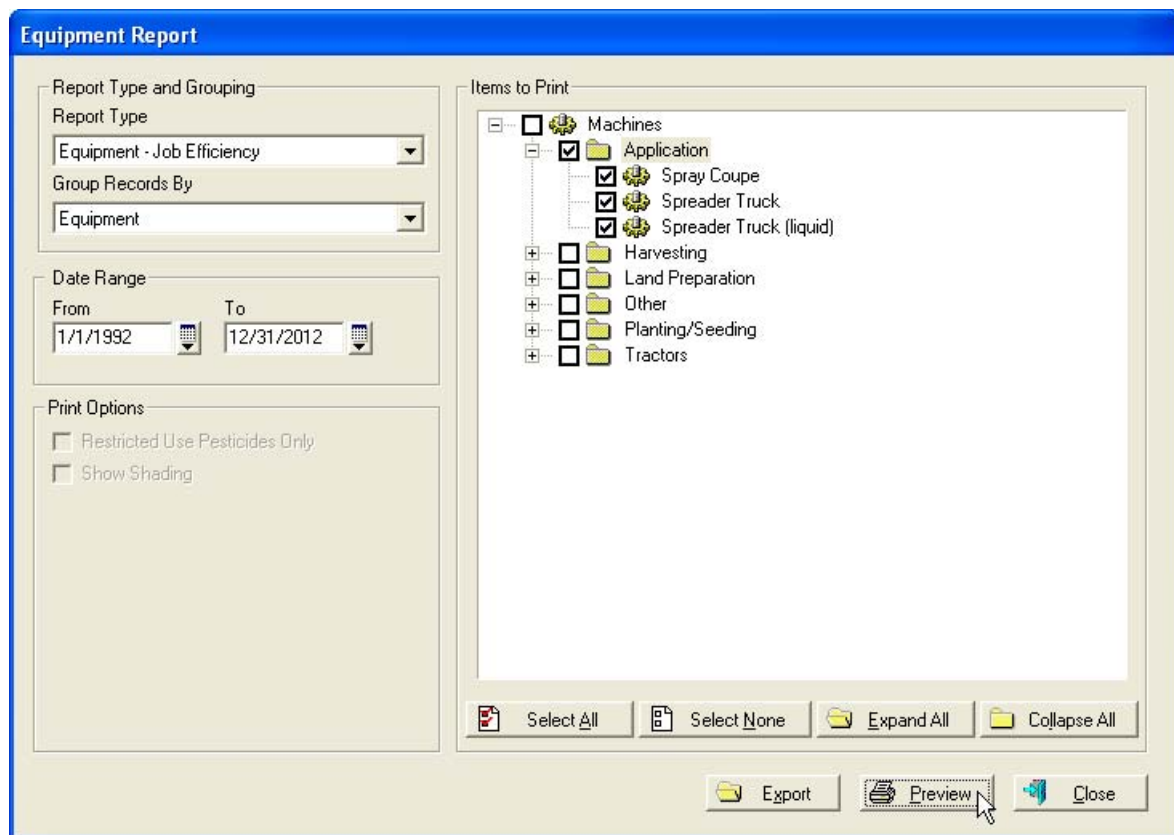 Equipment Report
Report Type and Grouping
Report Type
Equipment - Job Efficiency
Group Records By
Equipment
Date Range
From To
1/1/1992 12/31/2012
Print Options
Restricted Use Pesticides Only
Show Shading
Items to Print
Machines
Application
Spray Coupe
Spreader Truck
Spreader Truck (liquid)
Harvesting
Land Preparation
Other
Planting/Seeding
Tractors
Select All Select None Expand All Collapse All
Export Preview Close